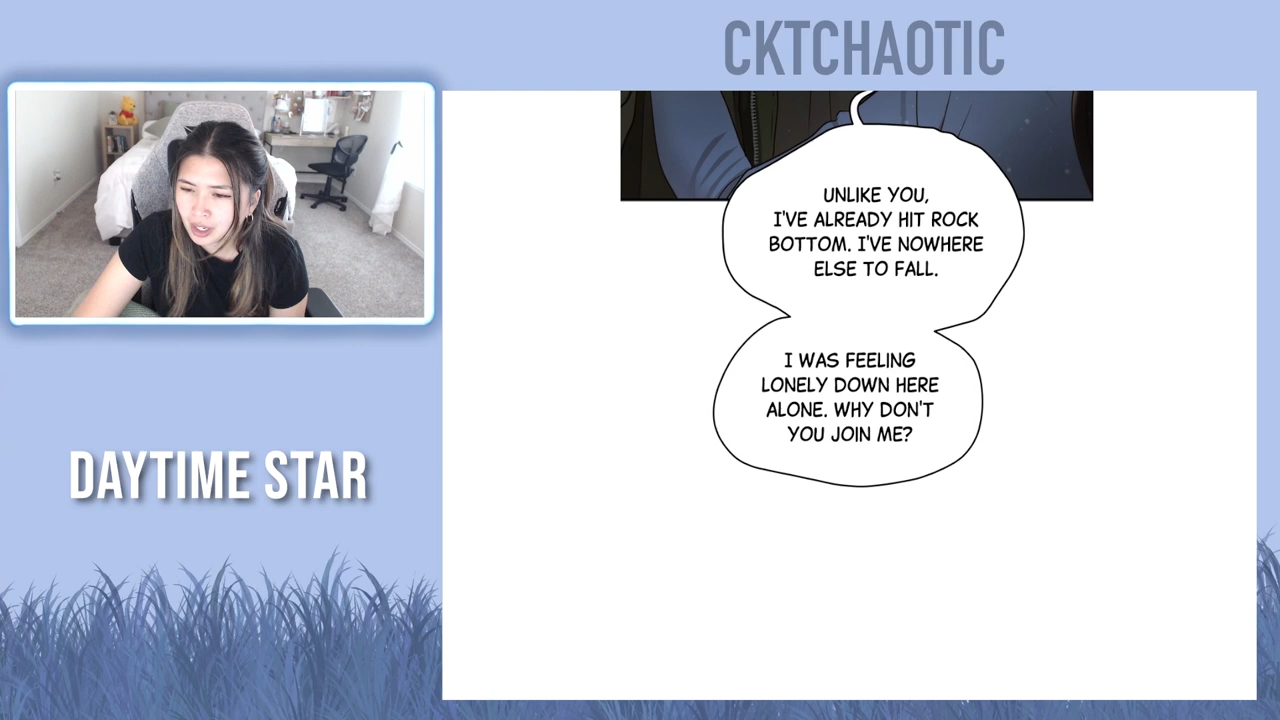 CKTCHAOTIC
UNLIKE YOU,
I'VE ALREADY HIT ROCK
BOTTOM. I'VE NOWHERE
ELSE TO FALL.
I WAS FEELING
LONELY DOWN HERE
ALONE. WHY DON'T
YOU JOIN ME?
DAYTIME STAR